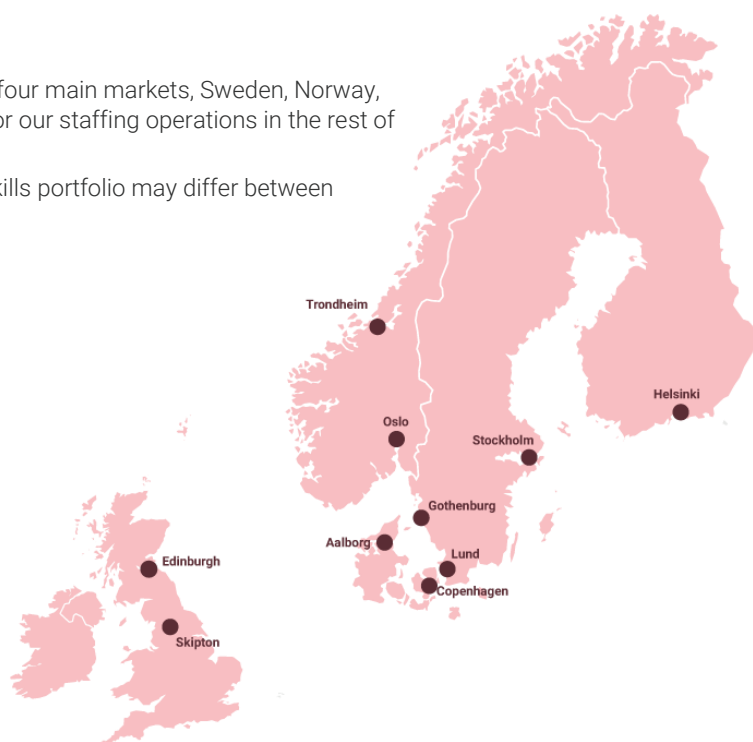 four main markets, Sweden, Norway,
or our staffing operations in the rest of
kills portfolio may differ between
Trondheim
Helsinki
Oslo
Stockholm
Gothenburg
Aalborg
Lund
Edinburgh
Copenhagen
Skipton